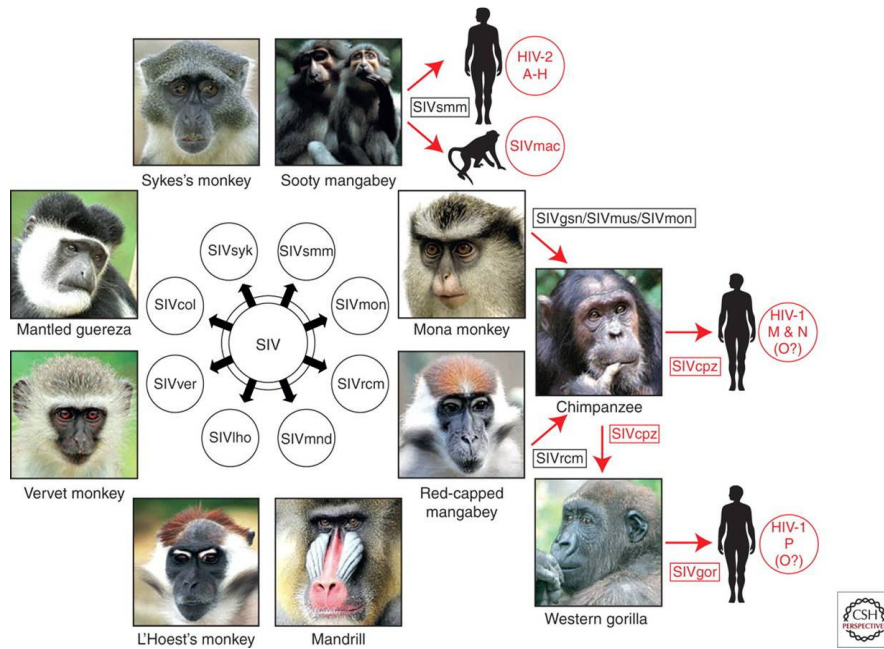 HIV-2
A-H
SIVsmm
SIVmac
Sykes's monkey
Sooty mangabey
SIVgsn/SIVmus/SIVmon
SIVsyk
SIVsmm
SIVcol
SIVmon
SIV
SIVver
SIVrcm
SIVlho
SIVmnd
Mantled guereza
Mona monkey
HIV-1
M & N
(O?)
SIVcpz
Chimpanzee
SIVcpz
SIVrcm
Vervet monkey
Red-capped
mangabey
HIV-1
P
(O?)
SIVgor
L'Hoest's monkey
Mandrill
Western gorilla
CSH
PERSPECTIVES